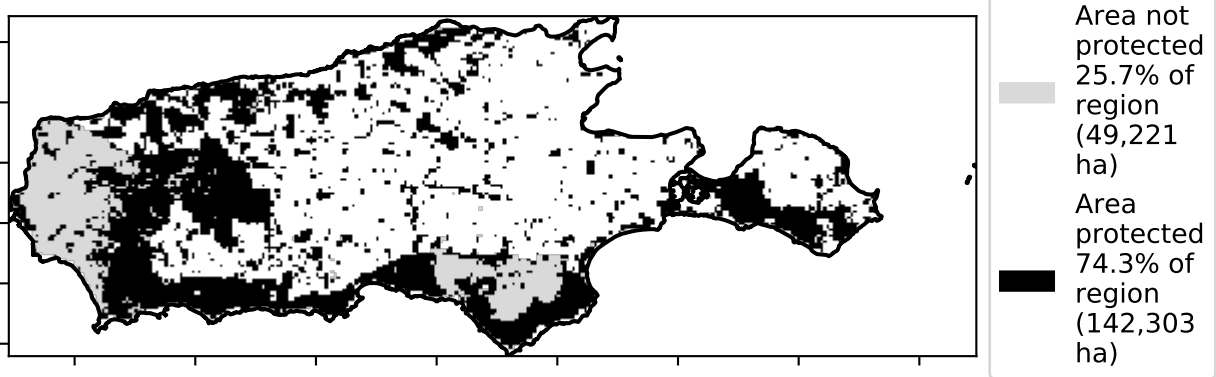 Area not
protected
25.7% of
region
(49,221
ha)
Area
protected
74.3% of
region
(142,303
ha)